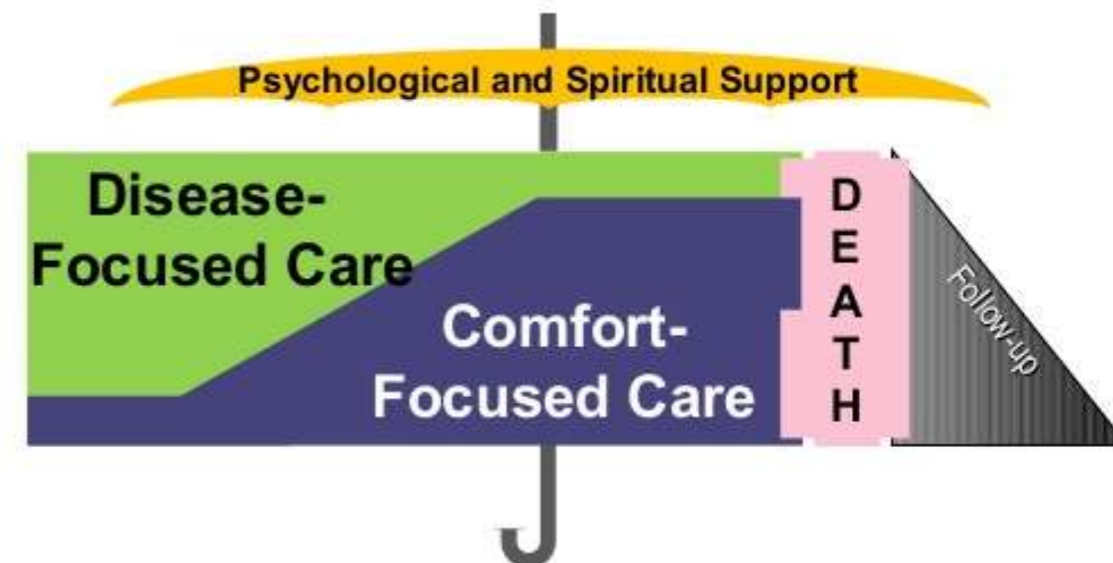 Psychological and Spiritual Support
Disease-
Focused Care
Comfort-
Focused Care
D
E
A
T
H
Follow-up